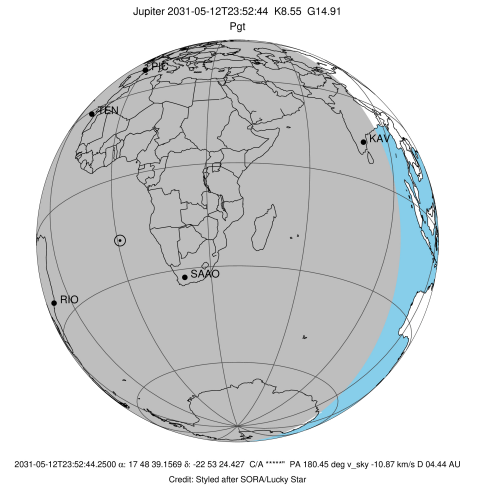 Jupiter 2031-05-12T23:52:44 K8.55 G14.91
Pgt
PIC
TEN
KAV
SAAO
RIO
2031-05-12T23:52:44.2500 α: 17 48 39.1569 δ: -22 53 24.427 C/A *****" PA 180.45 deg v_sky -10.87 km/s D 04.44 AU
Credit: Styled after SORA/Lucky Star